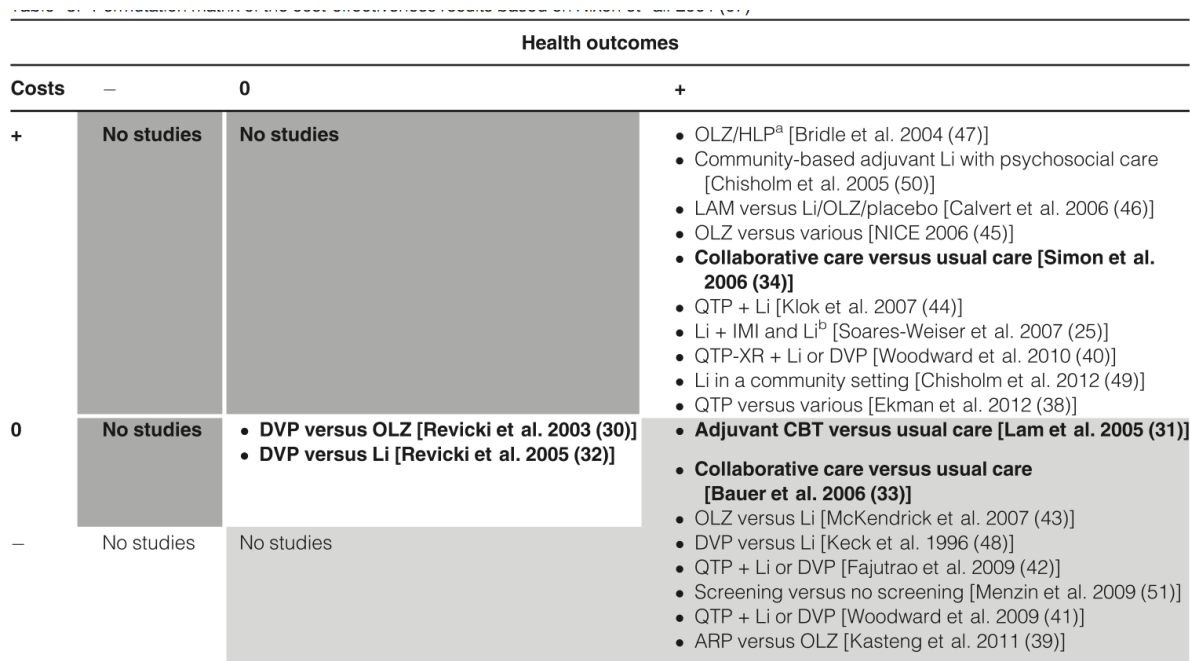 Health outcomes
Costs – 0 +
+ No studies No studies • OLZ/HLPa [Bridle et al. 2004 (47)]
• Community-based adjuvant Li with psychosocial care
[Chisholm et al. 2005 (50)]
• LAM versus Li/OLZ/placebo [Calvert et al. 2006 (46)]
• OLZ versus various [NICE 2006 (45)]
• Collaborative care versus usual care [Simon et al.
2006 (34)]
• QTP + Li [Klok et al. 2007 (44)]
• Li + IMI and Lib [Soares-Weiser et al. 2007 (25)]
• QTP-XR + Li or DVP [Woodward et al. 2010 (40)]
• Li in a community setting [Chisholm et al. 2012 (49)]
• QTP versus various [Ekman et al. 2012 (38)]
0 No studies • DVP versus OLZ [Revicki et al. 2003 (30)] • Adjuvant CBT versus usual care [Lam et al. 2005 (31)]
• DVP versus Li [Revicki et al. 2005 (32)]
• Collaborative care versus usual care
[Bauer et al. 2006 (33)]
• OLZ versus Li [McKendrick et al. 2007 (43)]
– No studies No studies • DVP versus Li [Keck et al. 1996 (48)]
• QTP + Li or DVP [Fajutrao et al. 2009 (42)]
• Screening versus no screening [Menzin et al. 2009 (51)]
• QTP + Li or DVP [Woodward et al. 2009 (41)]
• ARP versus OLZ [Kasteng et al. 2011 (39)]